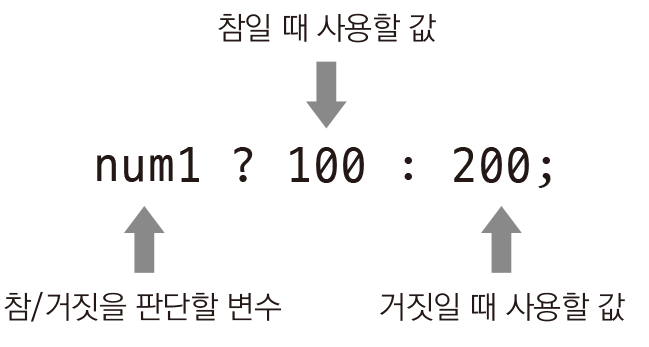 참일 때 사용할 값
num1 ? 100 : 200;
참/거짓을 판단할 변수
거짓일 때 사용할 값